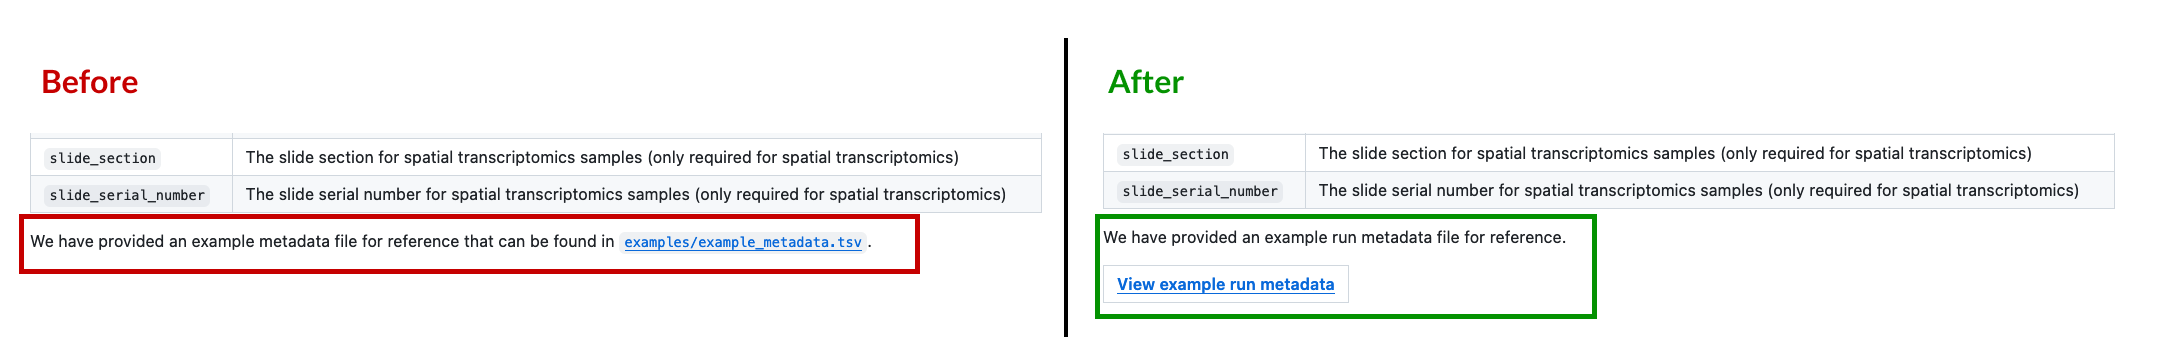 Before
slide_section The slide section for spatial transcriptomics samples (only required for spatial transcriptomics)
slide_serial_number The slide serial number for spatial transcriptomics samples (only required for spatial transcriptomics)
We have provided an example metadata file for reference that can be found in examples/example_metadata.tsv .
After
slide_section The slide section for spatial transcriptomics samples (only required for spatial transcriptomics)
slide_serial_number The slide serial number for spatial transcriptomics samples (only required for spatial transcriptomics)
We have provided an example run metadata file for reference.
View example run metadata